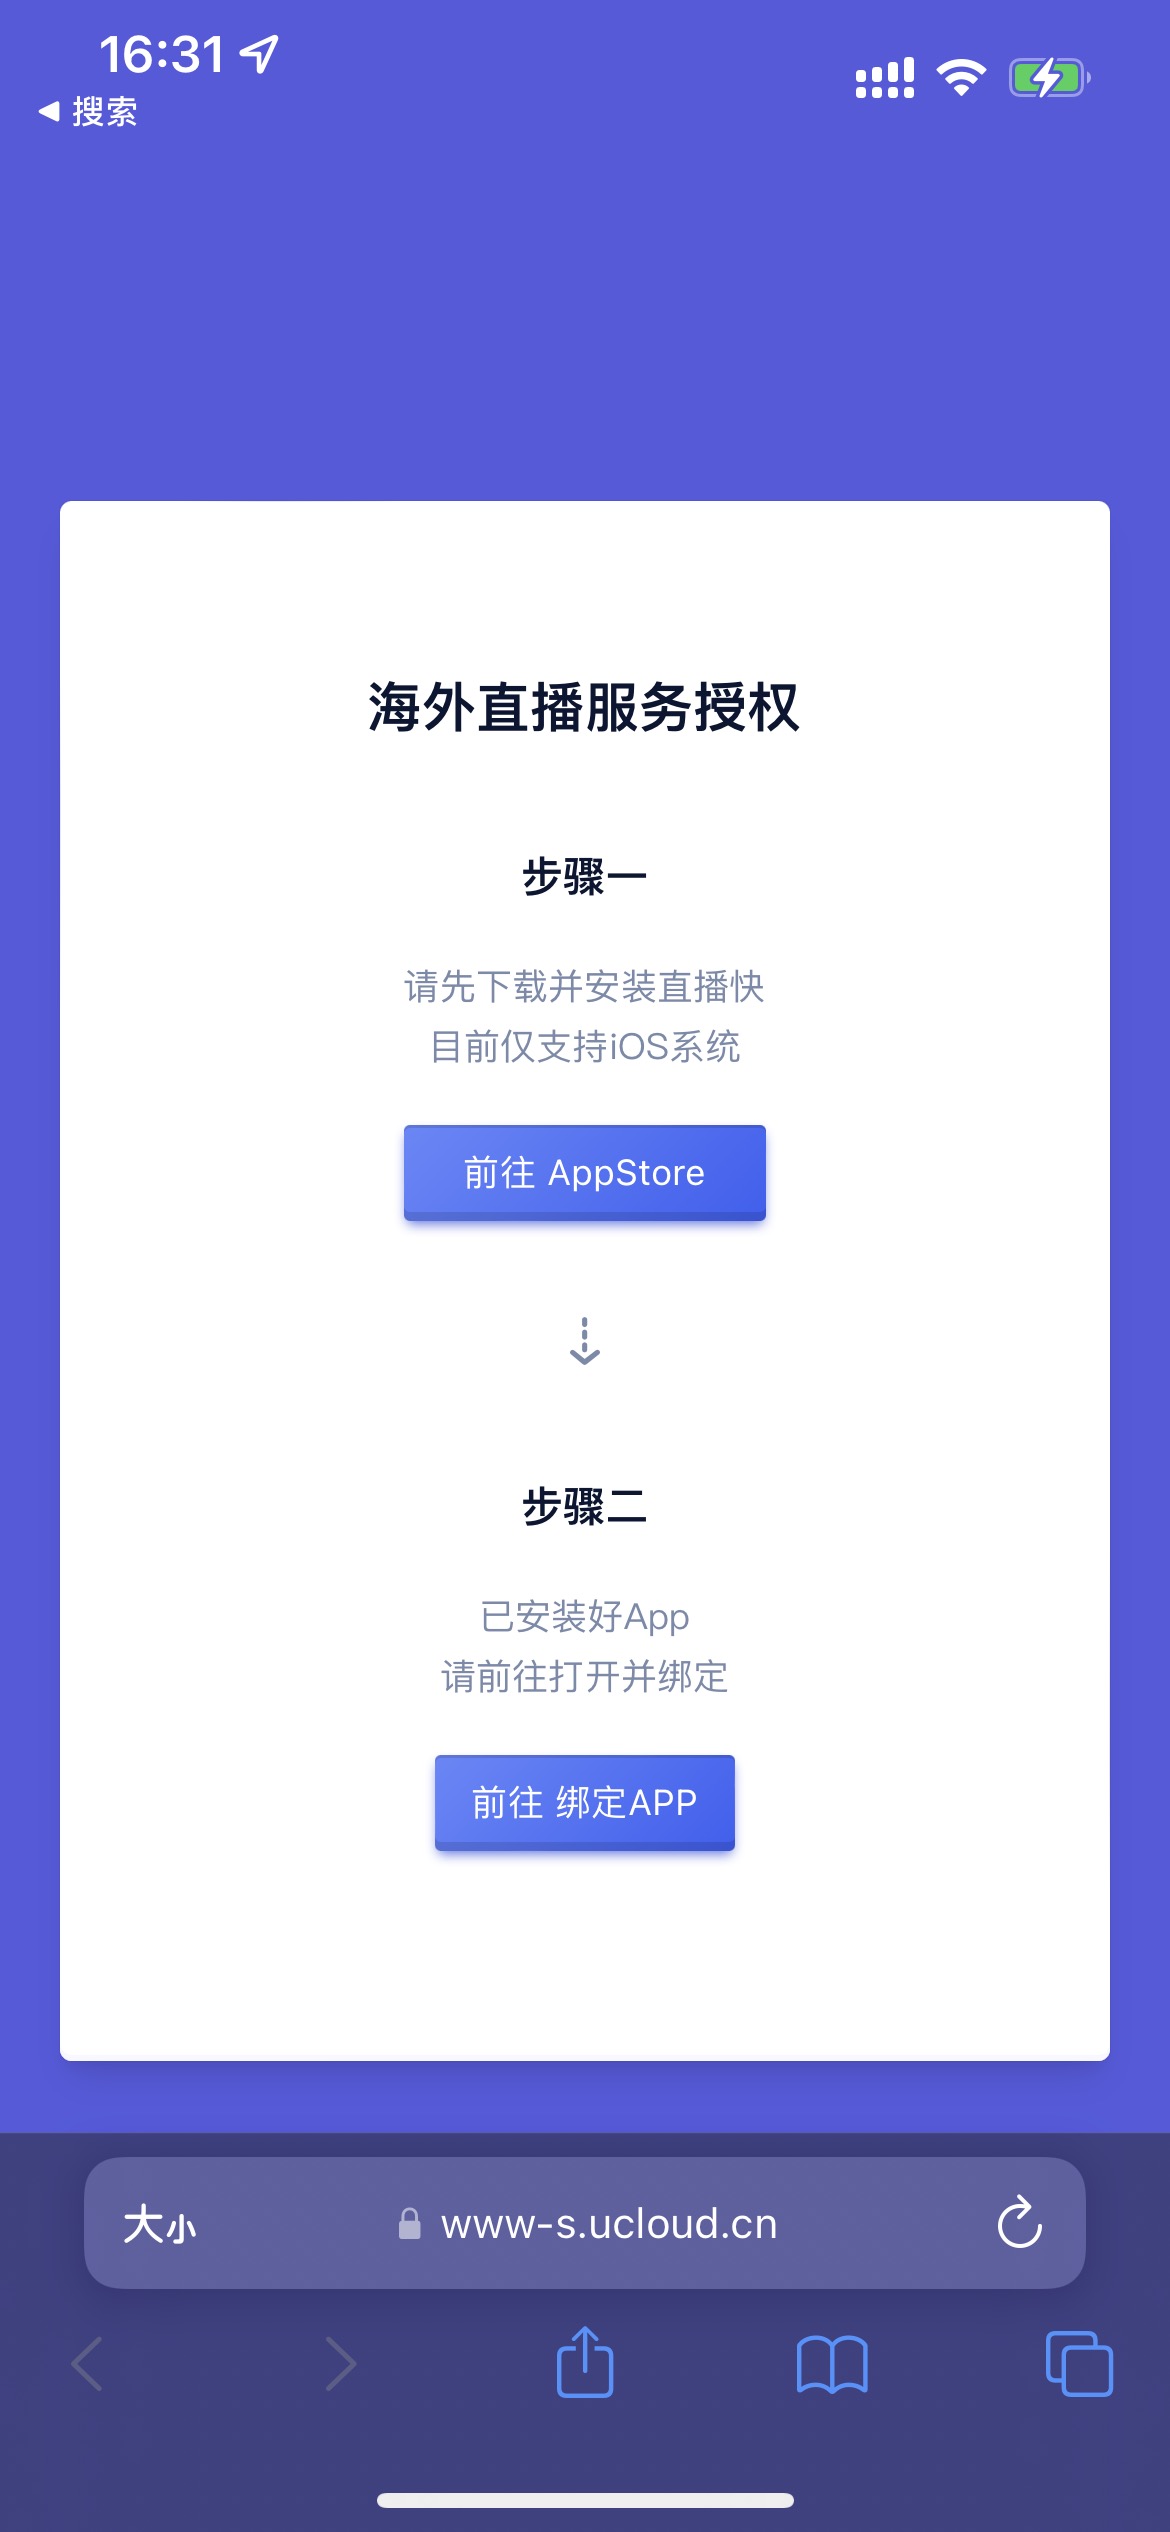 16:31
搜索
海外直播服务授权
步骤一
请先下载并安装直播快
目前仅支持iOS系统
前往 AppStore
步骤二
已安装好App
请前往打开并绑定
前往 绑定APP
大小
www-s.ucloud.cn